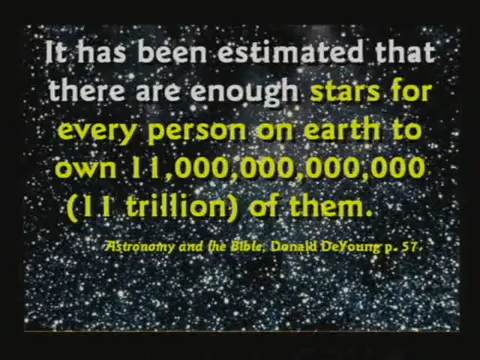 It has been estimated that
there are enough stars for
every person on earth to
own 11,000,000,000,000
(11 trillion) of them.
Astronomy and the Bible, Donald DeYoung p. 57.